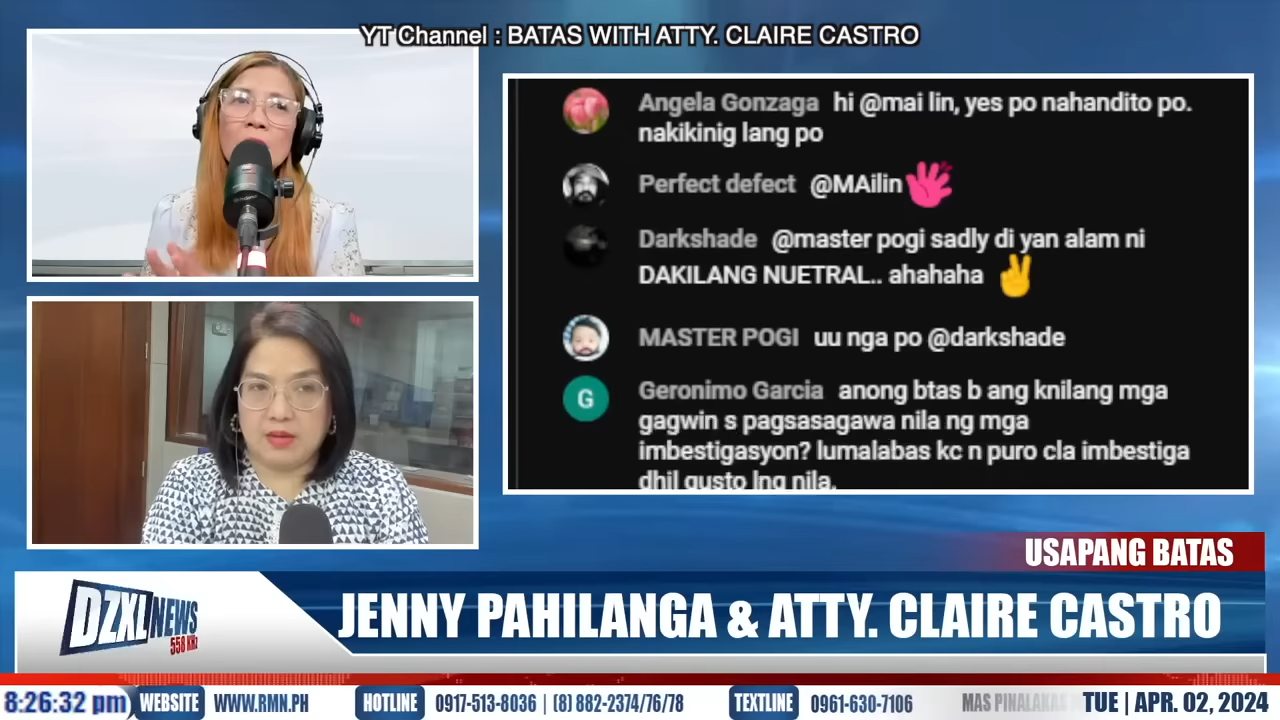 YT Channel : BATAS WITH ATTY. CLAIRE CASTRO
Angela Gonzaga hi @mai lin, yes po nahandito po.
nakikinig lang po
Perfect defect @MAilin
Darkshade @master pogi sadly di yan alam ni
DAKILANG NUETRAL.. ahahaha
MASTER POGI uu nga po @darkshade
G
Geronimo Garcia anong btas b ang knilang mga
gagwin s pagsasagawa nila ng mga
imbestigasyon? lumalabas kc n puro cla imbestiga
dhil gusto lng nila.
USAPANG BATAS
DZXL NEWS
558 KHz
JENNY PAHILANGA & ATTY. CLAIRE CASTRO
8:26:32 pm WEBSITE WWW.RMN.PH HOTLINE 0917-513-8036 | (8) 882-2374/76/78 TEXTLINE 0961-630-7106 MAS PINALAKAS TUE | APR. 02, 2024